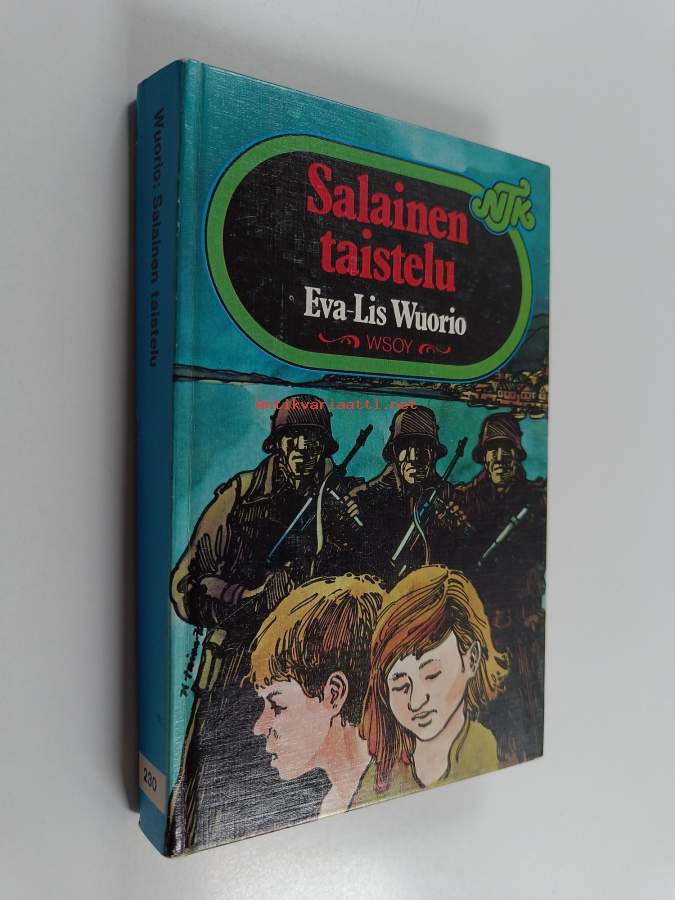 Wuorio: Salainen taistelu
230
NTK
Salainen
taistelu
Eva-Lis Wuorio
WSOY
Antikvariaatti.net